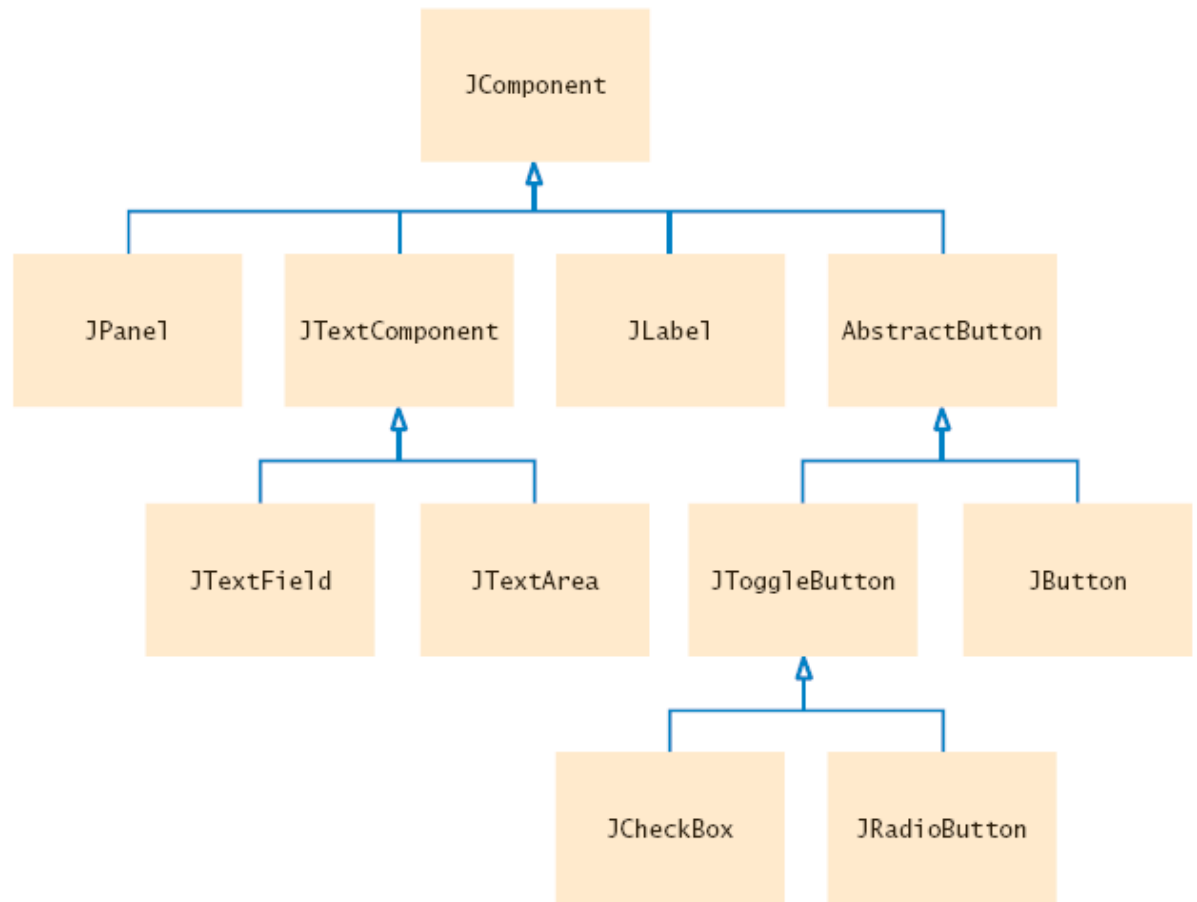 JComponent
JPanel
JTextComponent
JLabel
AbstractButton
JTextField
JTextArea
JToggleButton
JButton
JCheckBox
JRadioButton